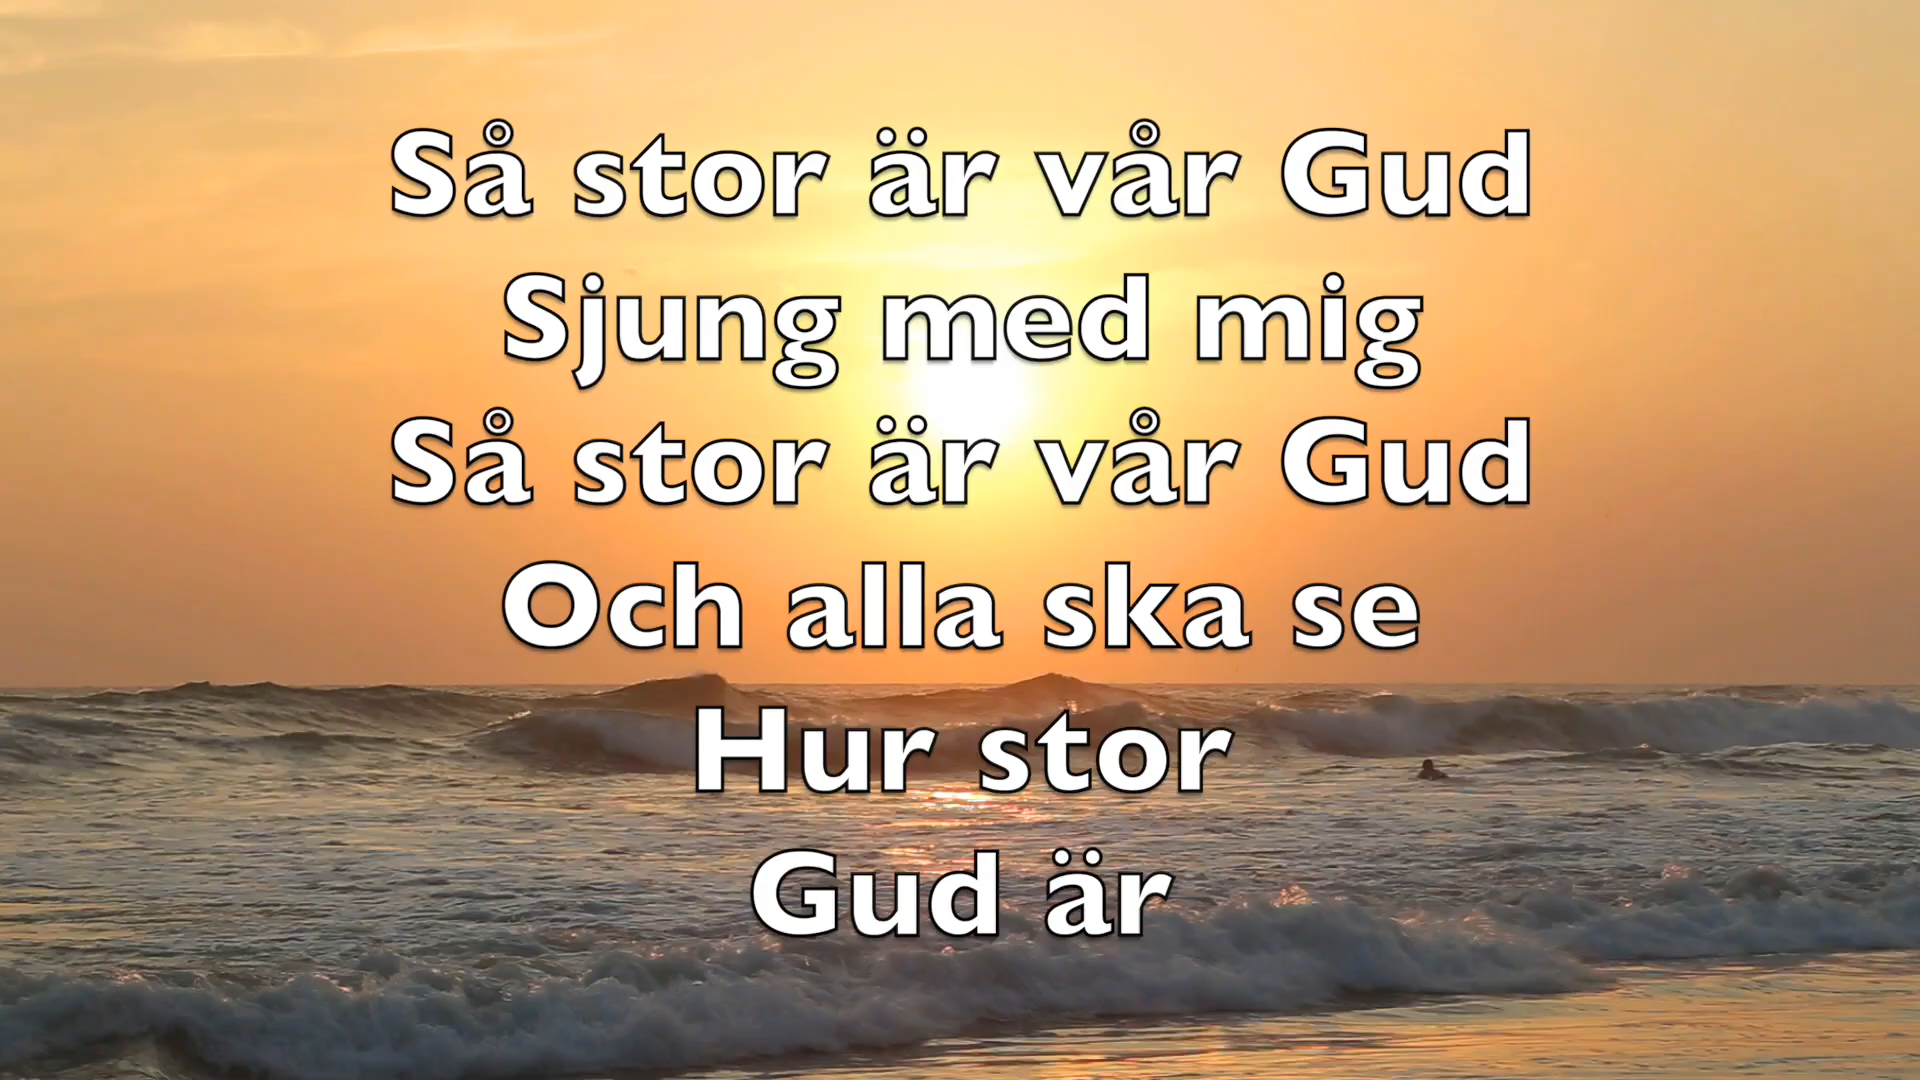 Så stor är vår Gud
Sjung med mig
Så stor är vår Gud
Och alla ska se
Hur stor
Gud är